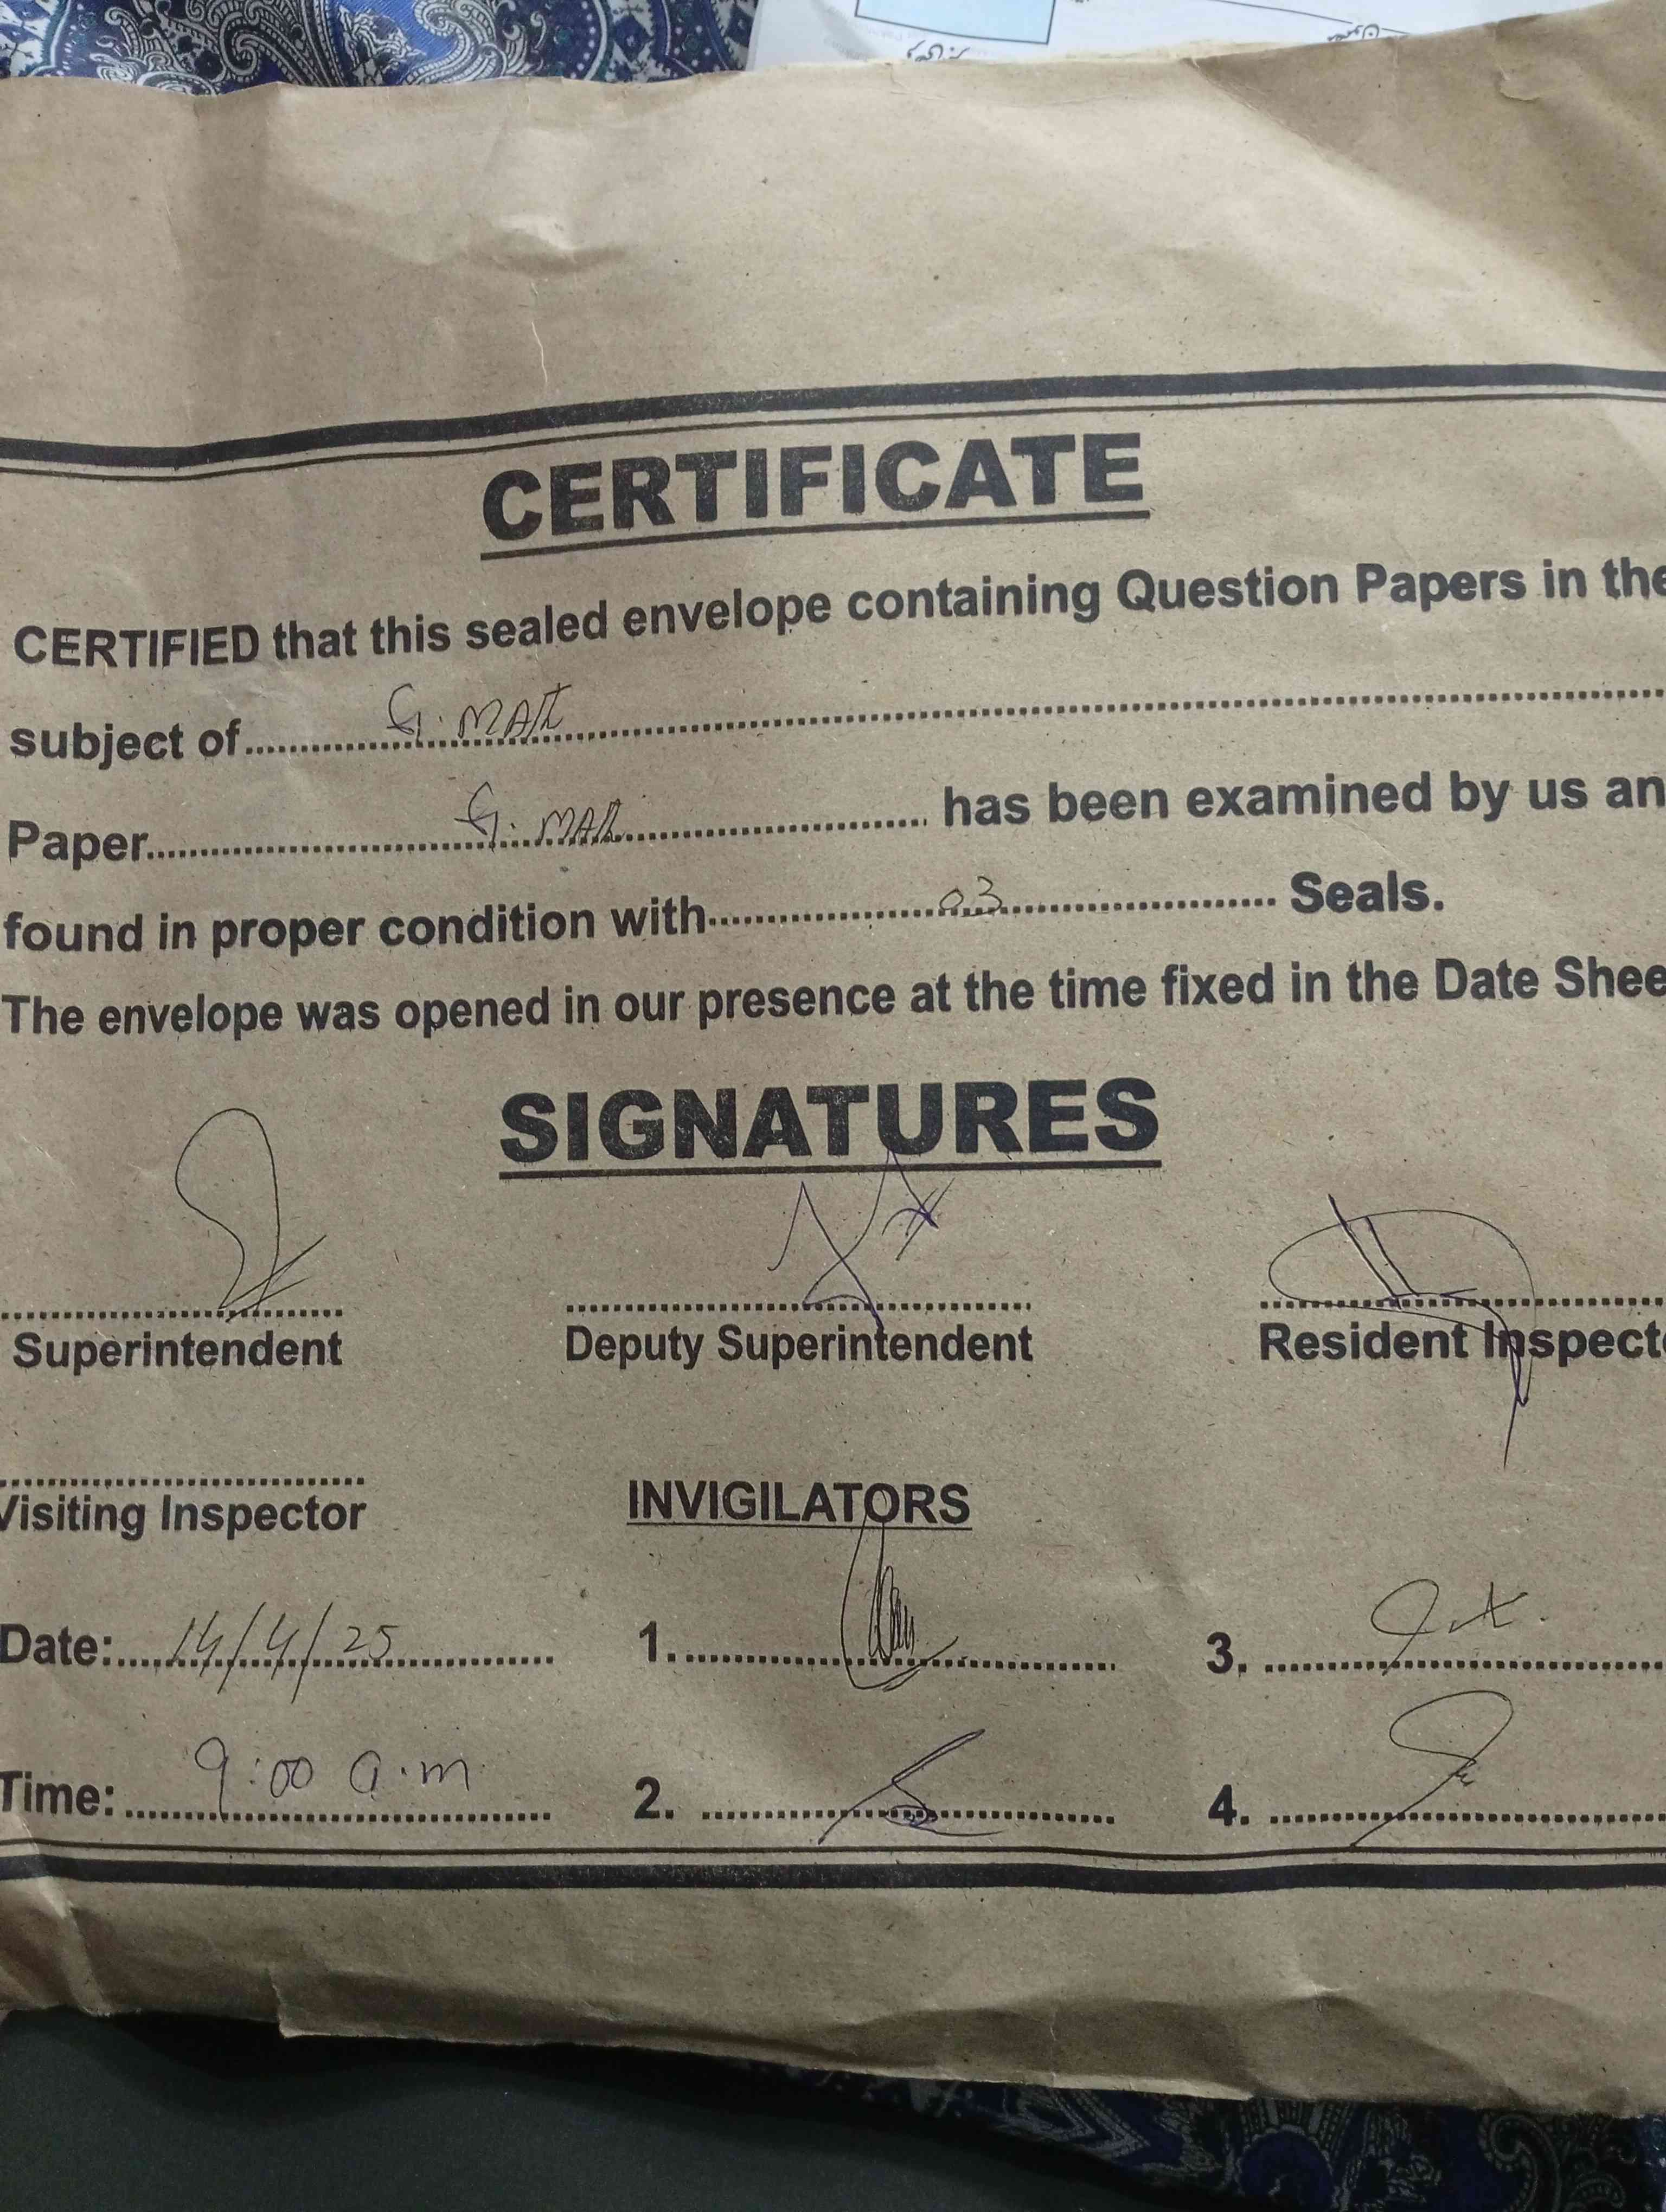 CERTIFICATE
CERTIFIED that this sealed envelope containing Question Papers in the
subject of.......... G. MATH ..........
Paper.......... G. MATH .......... has been examined by us an
found in proper condition with.......... 03 .......... Seals.
The envelope was opened in our presence at the time fixed in the Date Shee
SIGNATURES
Superintendent Deputy Superintendent Resident Inspecto
Visiting Inspector INVIGILATORS
Date: 14/4/25 1. 3.
Time: 9:00 a.m 2. 4.